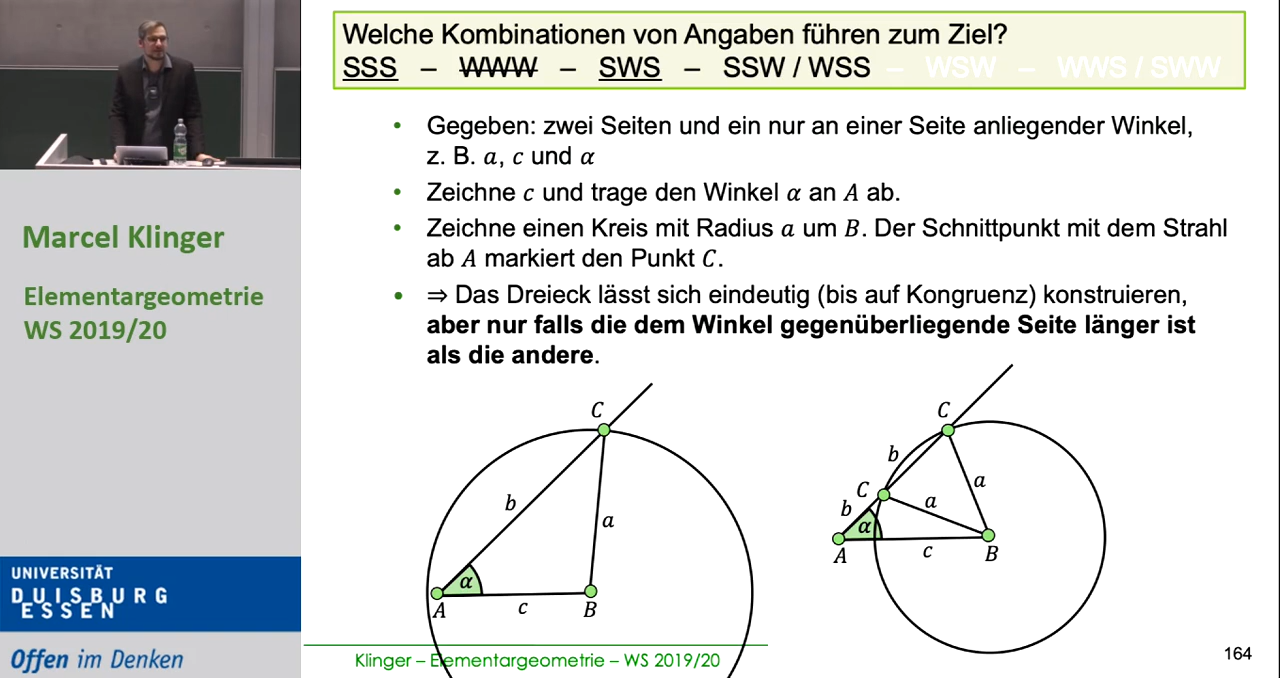 Welche Kombinationen von Angaben führen zum Ziel?
SSS – WWW – SWS – SSW / WSS – WSW – WWS / SWW
• Gegeben: zwei Seiten und ein nur an einer Seite anliegender Winkel,
z. B. a, c und α
• Zeichne c und trage den Winkel α an A ab.
• Zeichne einen Kreis mit Radius a um B. Der Schnittpunkt mit dem Strahl
ab A markiert den Punkt C.
• ⇒ Das Dreieck lässt sich eindeutig (bis auf Kongruenz) konstruieren,
aber nur falls die dem Winkel gegenüberliegende Seite länger ist
als die andere.
Marcel Klinger
Elementargeometrie
WS 2019/20
C
b
a
α
A
c
B
C
b
C
a
a
b
α
A
c
B
UNIVERSITÄT
DUISBURG
ESSEN
Offen im Denken
Klinger – Elementargeometrie – WS 2019/20
164